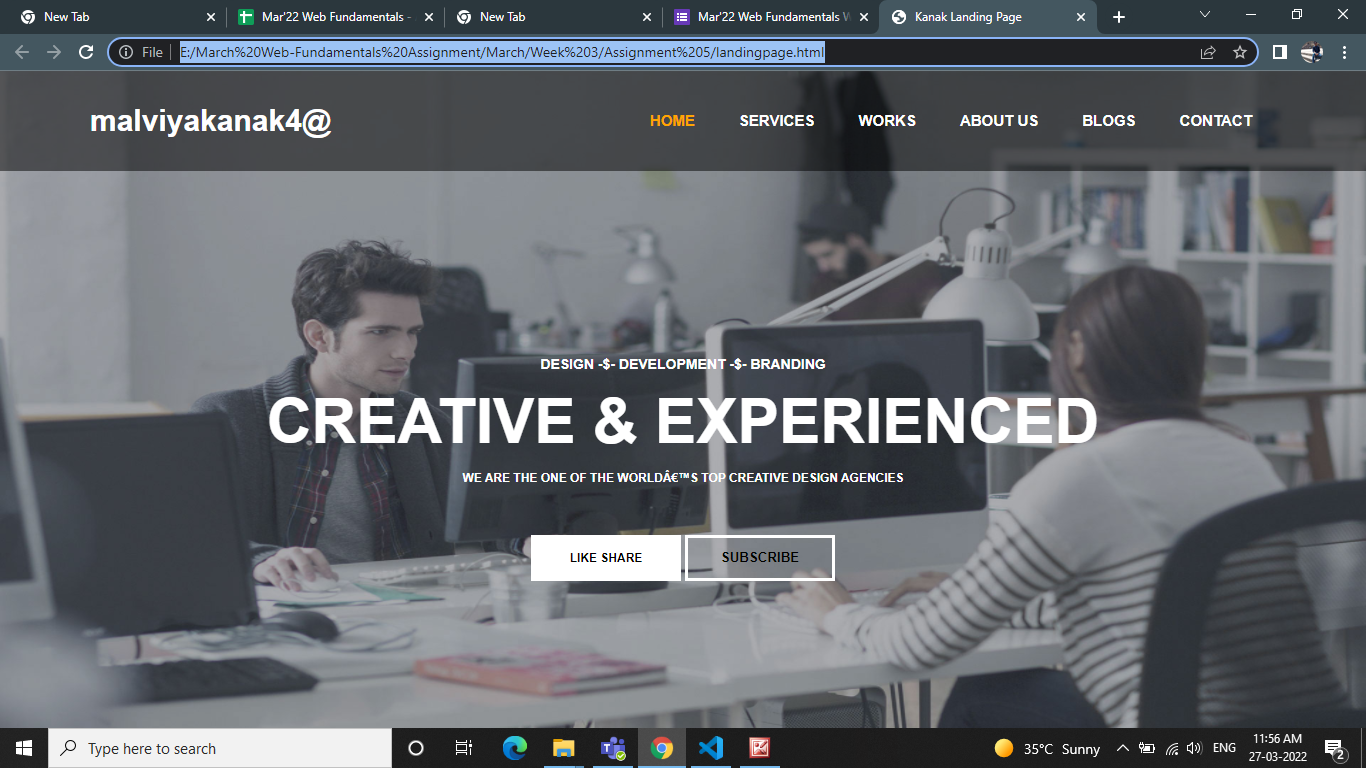 New Tab
Mar'22 Web Fundamentals -
New Tab
Mar'22 Web Fundamentals W
Kanak Landing Page
File
E:/March%20Web-Fundamentals%20Assignment/March/Week%203/Assignment%205/landingpage.html
malviyakanak4@
HOME SERVICES WORKS ABOUT US BLOGS CONTACT
DESIGN -$- DEVELOPMENT -$- BRANDING
CREATIVE & EXPERIENCED
WE ARE THE ONE OF THE WORLDÂ€™S TOP CREATIVE DESIGN AGENCIES
LIKE SHARE
SUBSCRIBE
Type here to search
35°C Sunny
ENG
11:56 AM
27-03-2022
2